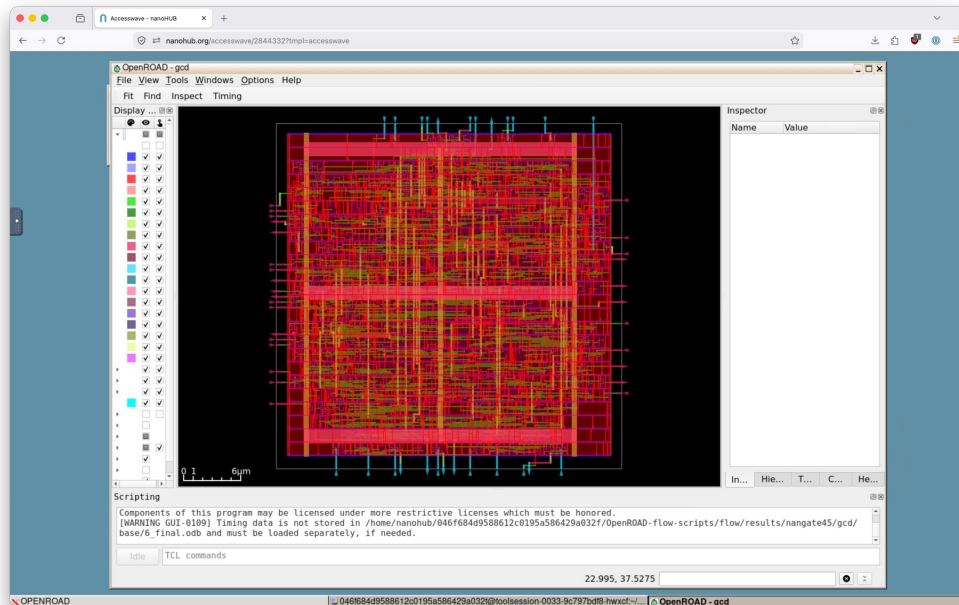 Accesswave - nanoHUB
nanohub.org/accesswave/2844332?tmpl=accesswave
OpenROAD - gcd
File View Tools Windows Options Help
Fit Find Inspect Timing
Display ...
Inspector
Name Value
0 1 6μm
In... Hie... T... C... He...
Scripting
Components of this program may be licensed under more restrictive licenses which must be honored.
[WARNING GUI-0109] Timing data is not stored in /home/nanohub/046f684d9588612c0195a586429a032f/OpenROAD-flow-scripts/flow/results/nangate45/gcd/
base/6_final.odb and must be loaded separately, if needed.
Idle TCL commands
22.995, 37.5275
OPENROAD
046f684d9588612c0195a586429a032f@toolsession-0033-9c797bdf8-hwxcf:~/...
OpenROAD - gcd